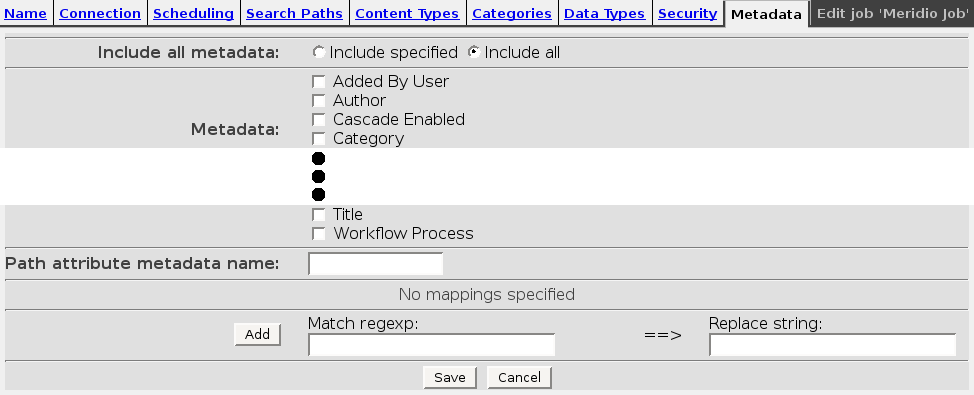 Name Connection Scheduling Search Paths Content Types Categories Data Types Security Metadata Edit job 'Meridio Job'
Include all metadata: Include specified Include all
Metadata:
Added By User
Author
Cascade Enabled
Category
Title
Workflow Process
Path attribute metadata name:
No mappings specified
Add Match regexp: ==> Replace string:
Save Cancel